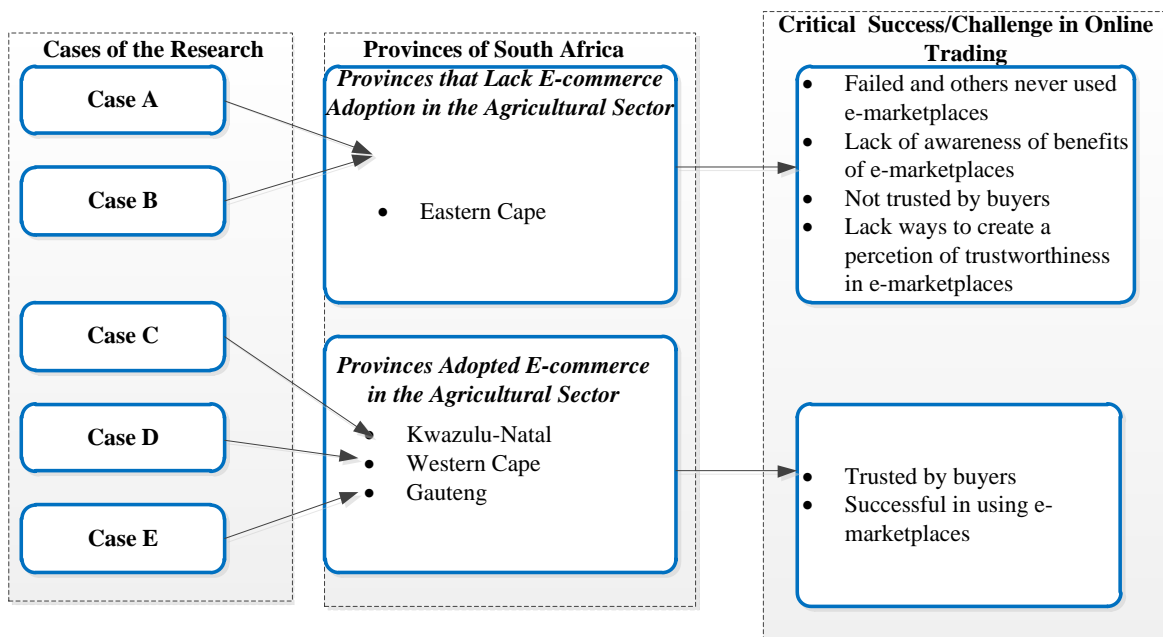 Cases of the Research
Case A
Case B
Case C
Case D
Case E
Provinces of South Africa
Provinces that Lack E-commerce
Adoption in the Agricultural Sector
• Eastern Cape
Provinces Adopted E-commerce
in the Agricultural Sector
• Kwazulu-Natal
• Western Cape
• Gauteng
Critical Success/Challenge in Online
Trading
• Failed and others never used
e-marketplaces
• Lack of awareness of benefits
of e-marketplaces
• Not trusted by buyers
• Lack ways to create a
percetion of trustworthiness
in e-marketplaces
• Trusted by buyers
• Successful in using e-
marketplaces